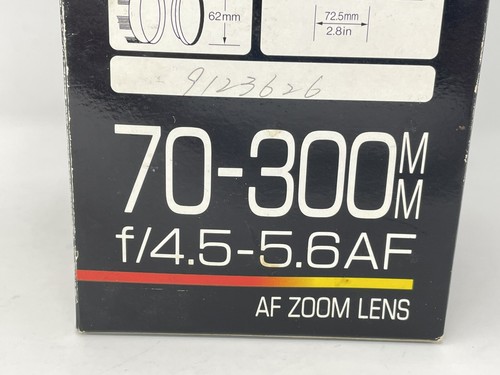 62mm
72.5mm
2.8in
9123626
70-300MM
f/4.5-5.6AF
AF ZOOM LENS